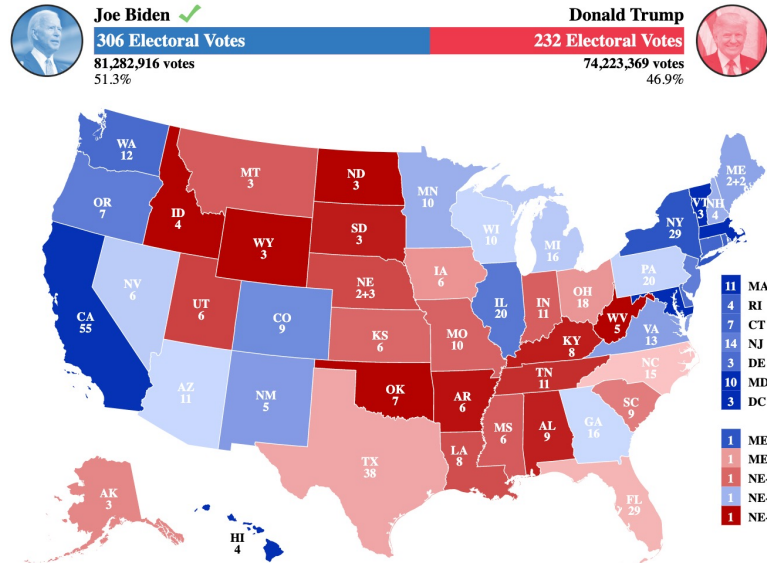 Joe Biden
Donald Trump
306 Electoral Votes
232 Electoral Votes
81,282,916 votes
74,223,369 votes
51.3%
46.9%
WA
12
OR
7
CA
55
NV
6
ID
4
MT
3
WY
3
UT
6
AZ
11
CO
9
NM
5
ND
3
SD
3
NE
2+3
KS
6
OK
7
TX
38
MN
10
IA
6
MO
10
AR
6
LA
8
WI
10
IL
20
MI
16
IN
11
OH
18
KY
8
TN
11
MS
6
AL
9
GA
16
FL
29
SC
9
NC
15
VA
13
WV
5
PA
20
NY
29
VT
3
NH
4
ME
2+2
AK
3
HI
4
11 MA
4 RI
7 CT
14 NJ
3 DE
10 MD
3 DC
1 ME
1 ME
1 NE-
1 NE-
1 NE-